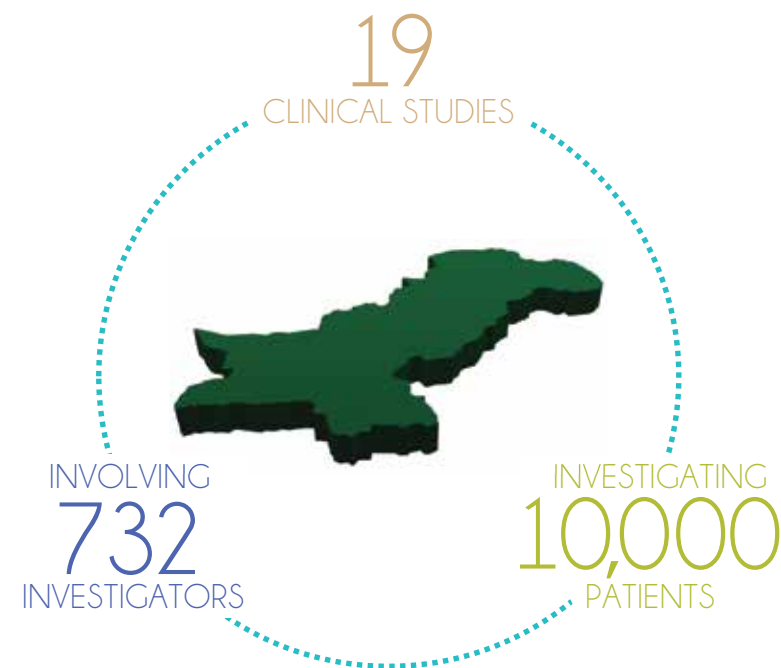 19
CLINICAL STUDIES
INVOLVING
732
INVESTIGATORS
INVESTIGATING
10,000
PATIENTS